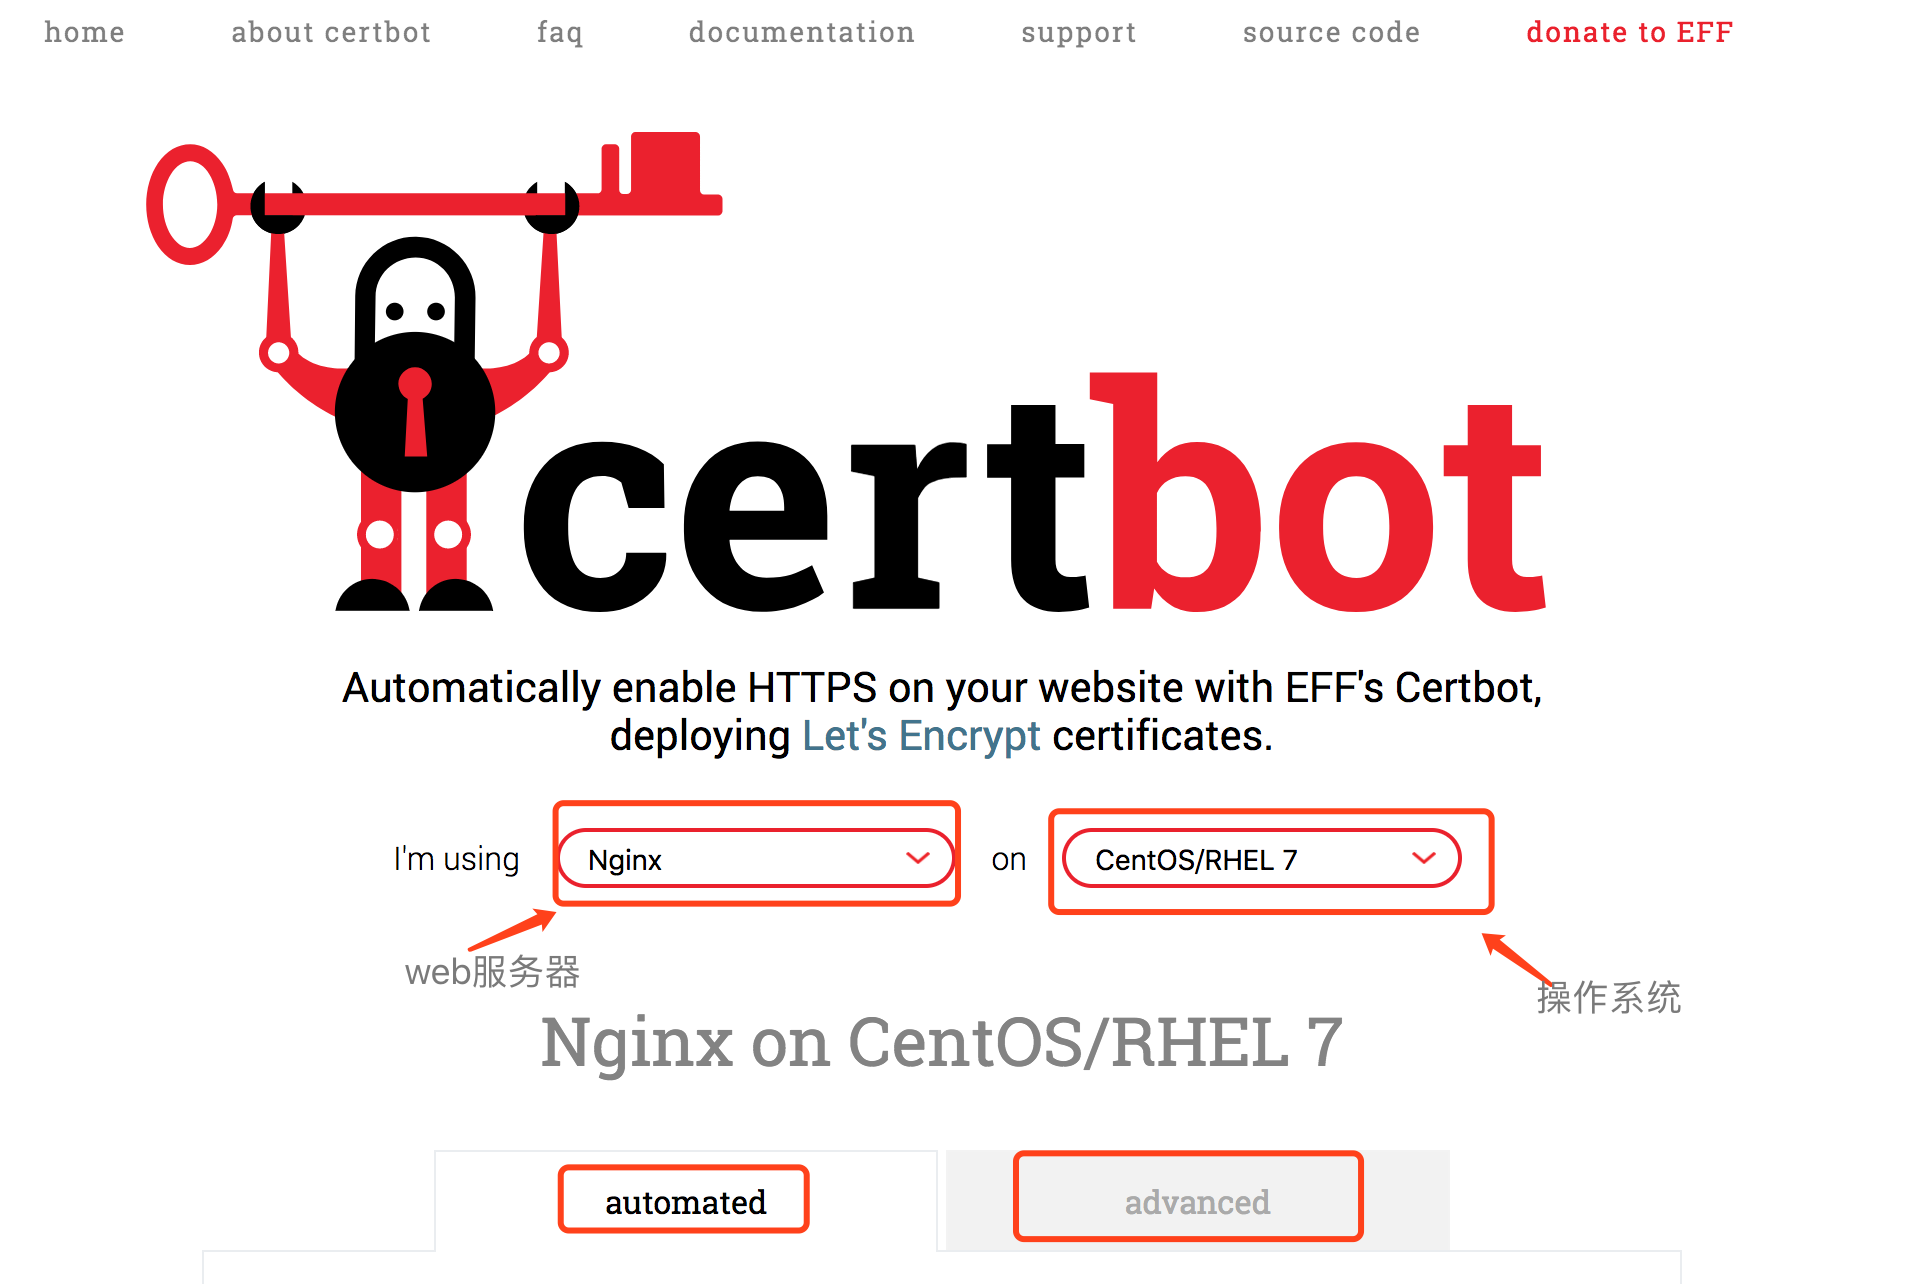 home about certbot faq documentation support source code donate to EFF
certbot
Automatically enable HTTPS on your website with EFF's Certbot,
deploying Let's Encrypt certificates.
I'm using Nginx on CentOS/RHEL 7
web服务器
操作系统
Nginx on CentOS/RHEL 7
automated advanced